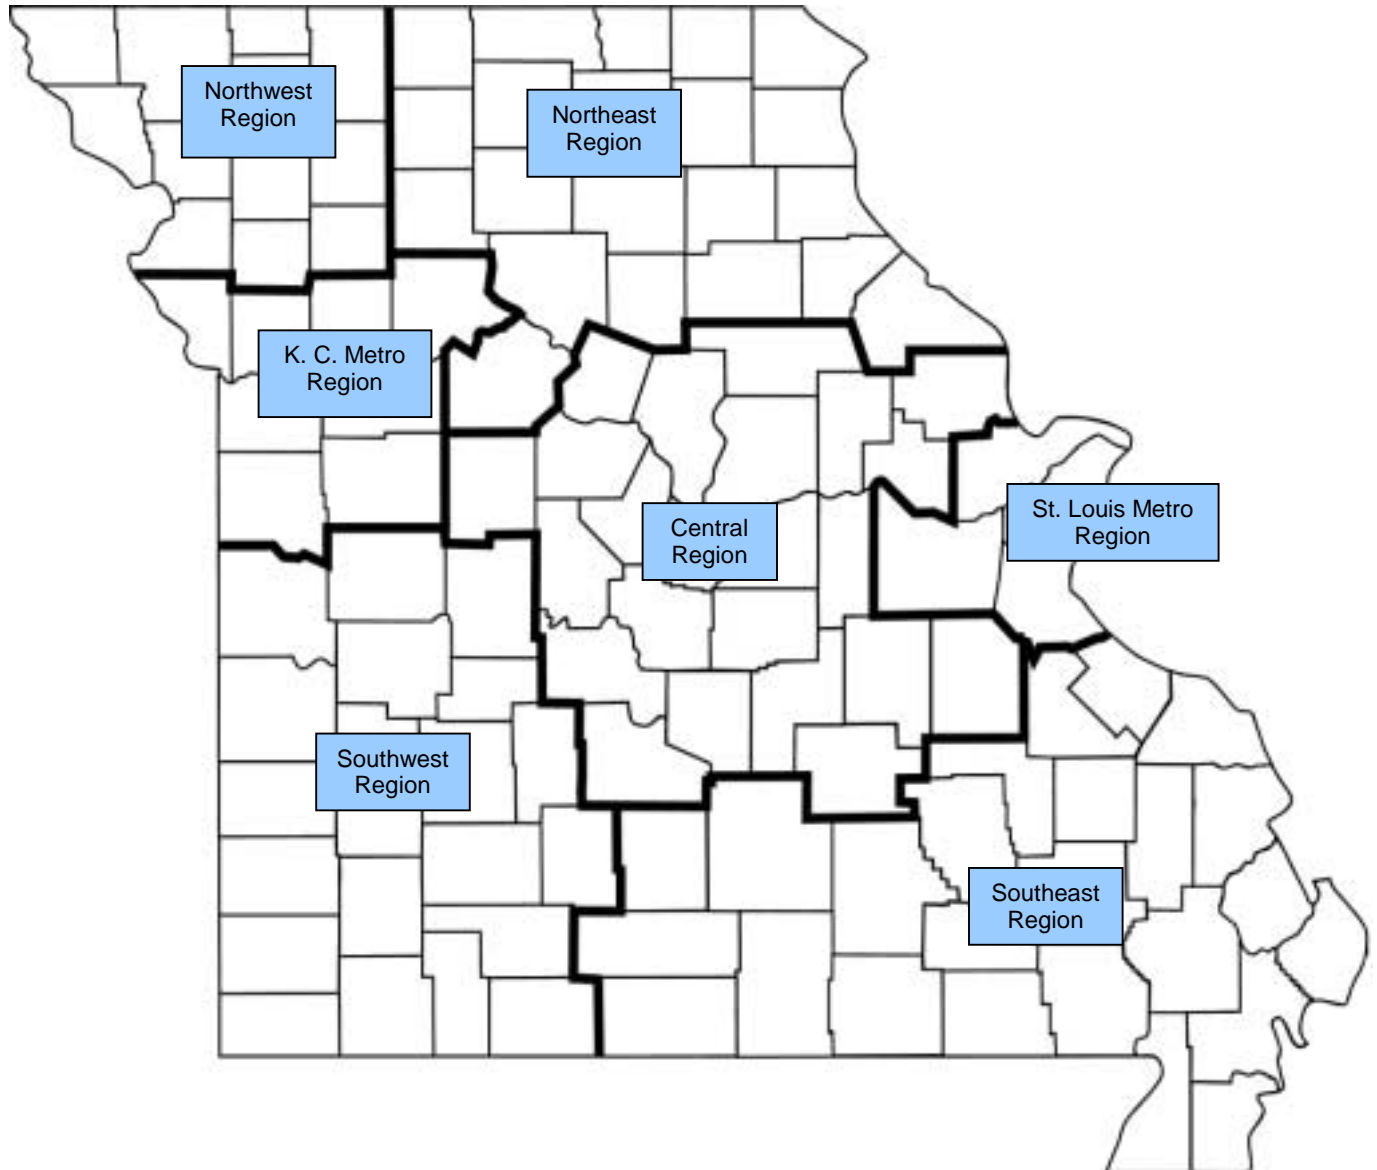 Northwest
Region
Northeast
Region
K. C. Metro
Region
Central
Region
St. Louis Metro
Region
Southwest
Region
Southeast
Region